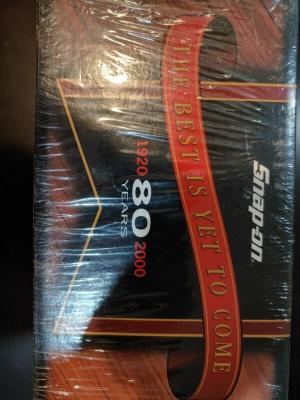 Snap-on
THE BEST IS YET TO COME
1920 80 2000
YEARS